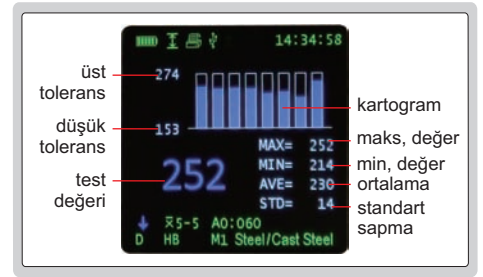 14:34:58
üst
tolerans
274
kartogram
düşük
tolerans
153
MAX= 252
maks, değer
MIN= 214
min, değer
test
değeri
252
AVE= 230
ortalama
STD= 14
standart
sapma
x̅5-5 A0:060
D HB M1 Steel/Cast Steel